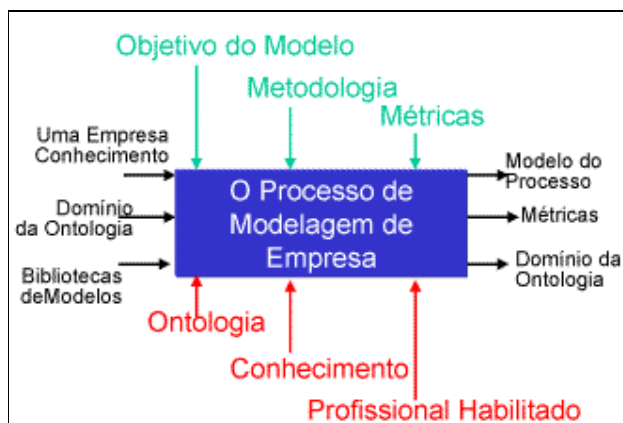 Objetivo do Modelo
Metodologia
Métricas
Uma Empresa
Conhecimento
Domínio
da Ontologia
Bibliotecas
deModelos
O Processo de
Modelagem de
Empresa
Modelo do
Processo
Métricas
Domínio da
Ontologia
Ontologia
Conhecimento
Profissional Habilitado